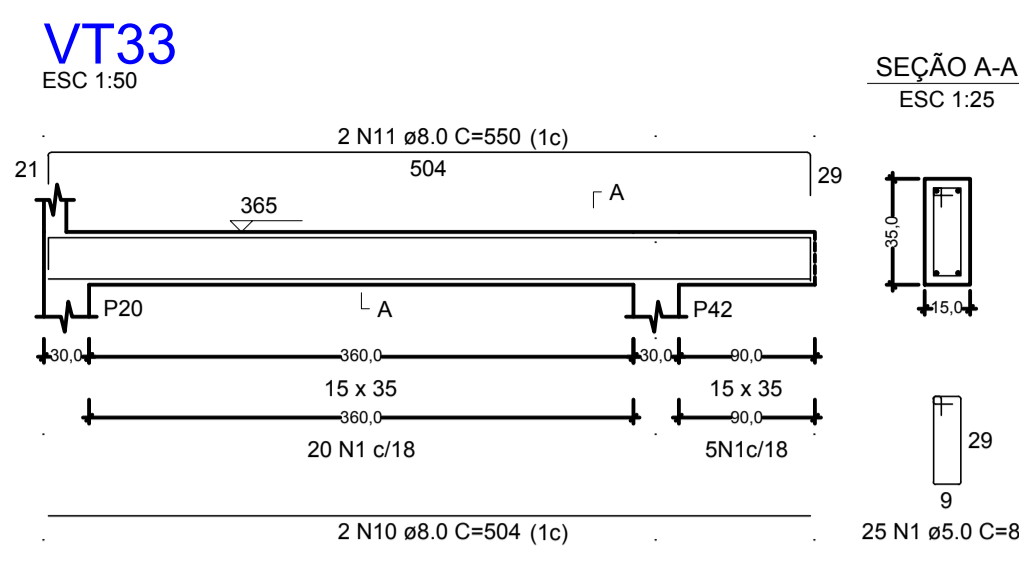 VT33
ESC 1:50
SEÇÃO A-A
ESC 1:25
2 N11 ø8.0 C=550 (1c)
21
504
29
365
A
35,0
15,0
P20
A
P42
30,0
360,0
30,0
90,0
15 x 35
15 x 35
360,0
90,0
20 N1 c/18
5N1c/18
29
9
2 N10 ø8.0 C=504 (1c)
25 N1 ø5.0 C=8